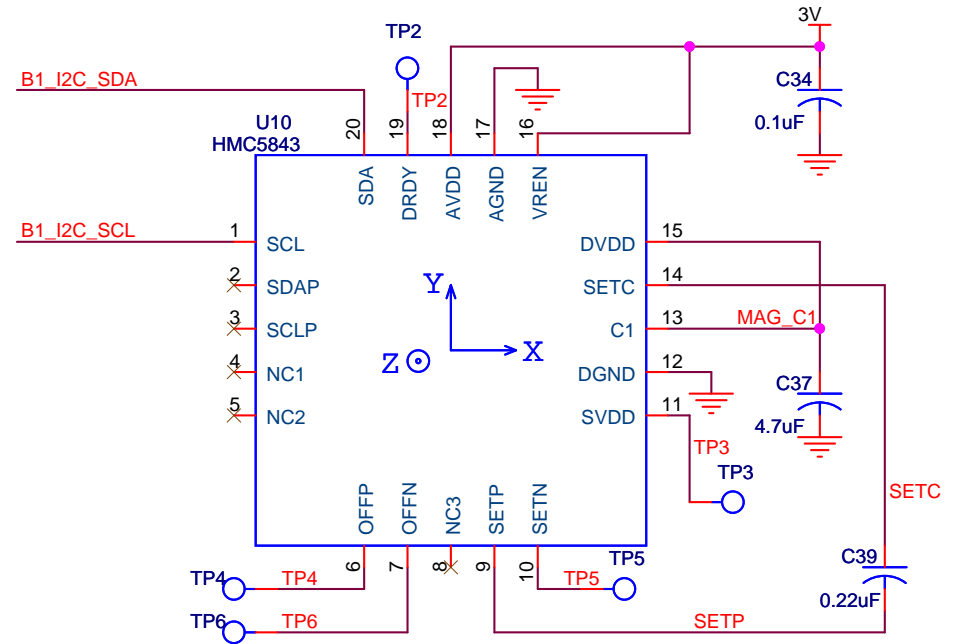 3V
TP2
B1_I2C_SDA
C34
TP2
0.1uF
U10
HMC5843
20
19
18
17
16
SDA
DRDY
AVDD
AGND
VREN
B1_I2C_SCL
1
SCL
DVDD
15
2
SDAP
SETC
14
Y
3
SCLP
C1
13
MAG_C1
X
Z
4
NC1
DGND
12
C37
5
NC2
SVDD
11
4.7uF
TP3
TP3
SETC
OFFP
OFFN
NC3
SETP
SETN
6
7
8
9
10
TP5
C39
TP4
TP4
TP5
0.22uF
TP6
TP6
SETP